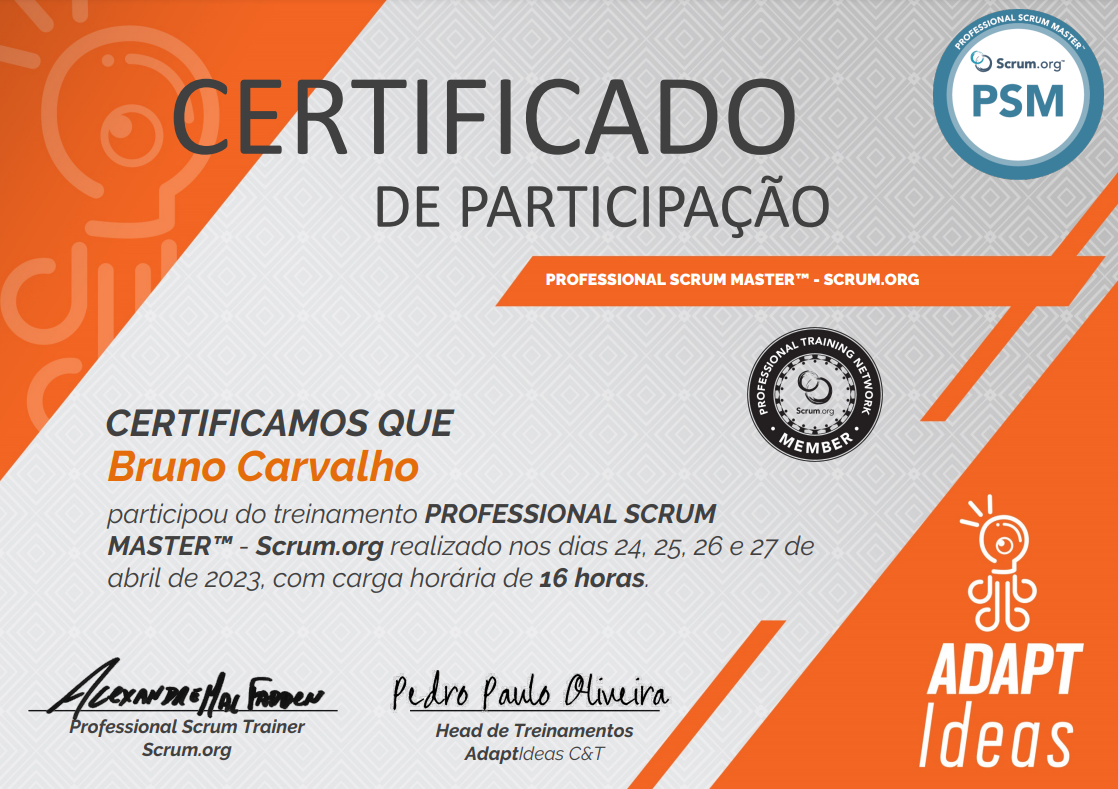 PROFESSIONAL SCRUM MASTER™
Scrum.org™
PSM
CERTIFICADO
DE PARTICIPAÇÃO
PROFESSIONAL SCRUM MASTER™ - SCRUM.ORG
PROFESSIONAL TRAINING NETWORK
Scrum.org
• MEMBER •
CERTIFICAMOS QUE
Bruno Carvalho
participou do treinamento PROFESSIONAL SCRUM
MASTER™ - Scrum.org realizado nos dias 24, 25, 26 e 27 de
abril de 2023, com carga horária de 16 horas.
Alexandre Mac Fadden
Professional Scrum Trainer
Scrum.org
Pedro Paulo Oliveira
Head de Treinamentos
AdaptIdeas C&T
ADAPT
Ideas